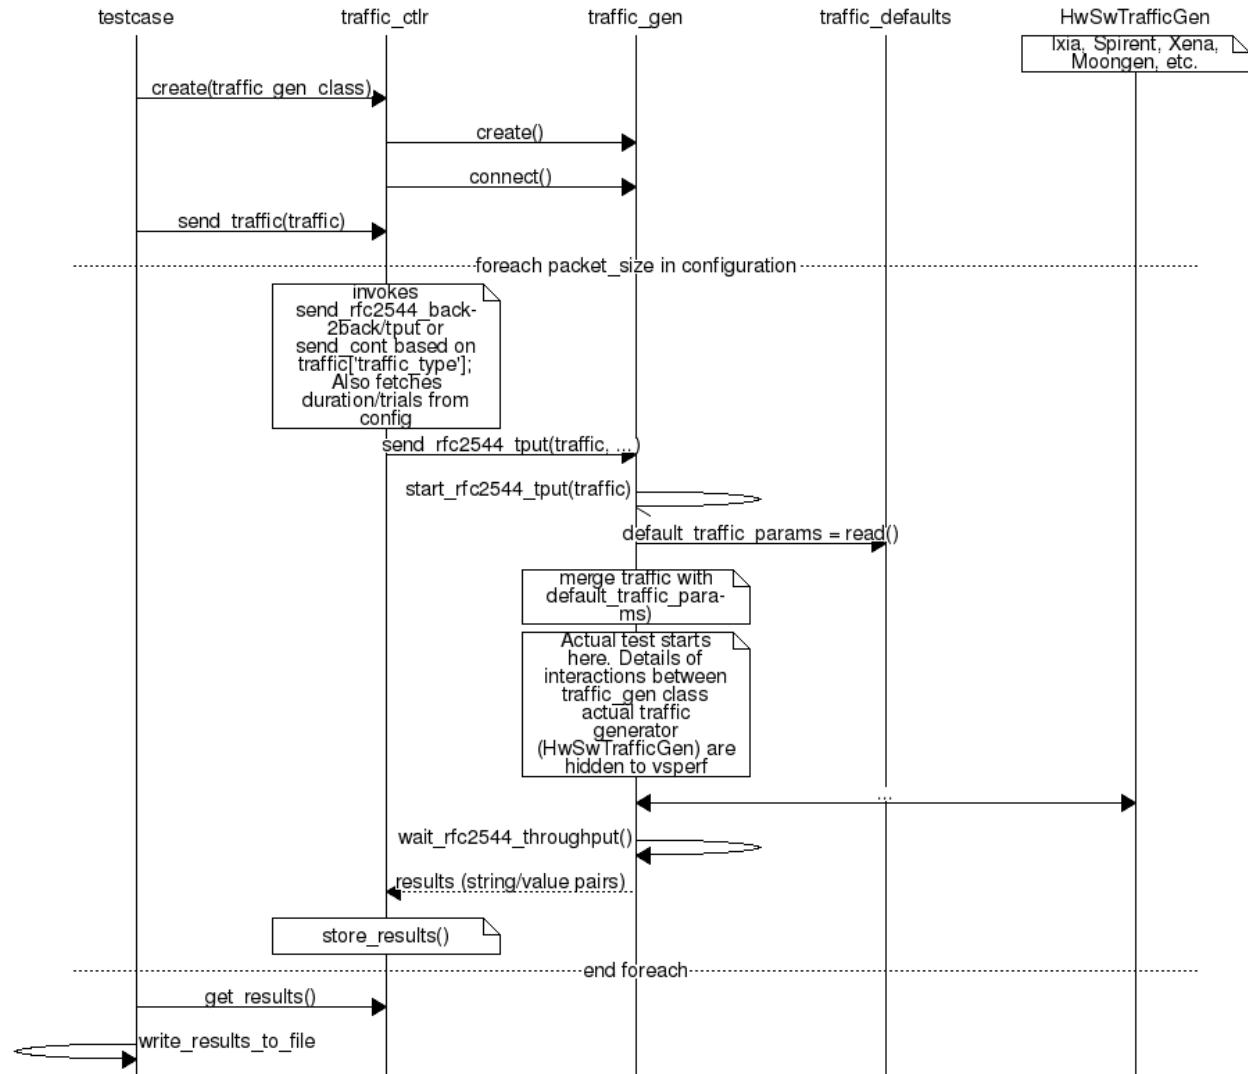 testcase traffic_ctlr traffic_gen traffic_defaults HwSwTrafficGen
Ixia, Spirent, Xena,
Moongen, etc.
create(traffic_gen_class)
create()
connect()
send_traffic(traffic)
foreach packet_size in configuration
invokes
send_rfc2544_back-
2back/tput or
send_cont based on
traffic['traffic_type'];
Also fetches
duration/trials from
config
send_rfc2544_tput(traffic, ...)
start_rfc2544_tput(traffic)
default_traffic_params = read()
merge traffic with
default_traffic_para-
ms)
Actual test starts
here. Details of
interactions between
traffic_gen class
actual traffic
generator
(HwSwTrafficGen) are
hidden to vsperf
...
wait_rfc2544_throughput()
results (string/value pairs)
store_results()
end foreach
get_results()
write_results_to_file